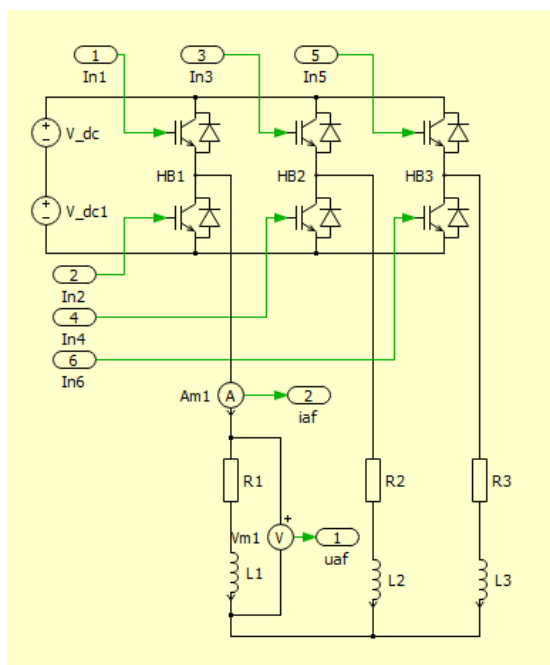 1 3 5
In1 In3 In5
+
− V_dc
HB1 HB2 HB3
+
− V_dc1
2
In2
4
In4
6
In6
Am1 A 2
iaf
R1 R2 R3
+
Vm1 V 1
uaf
L1 L2 L3